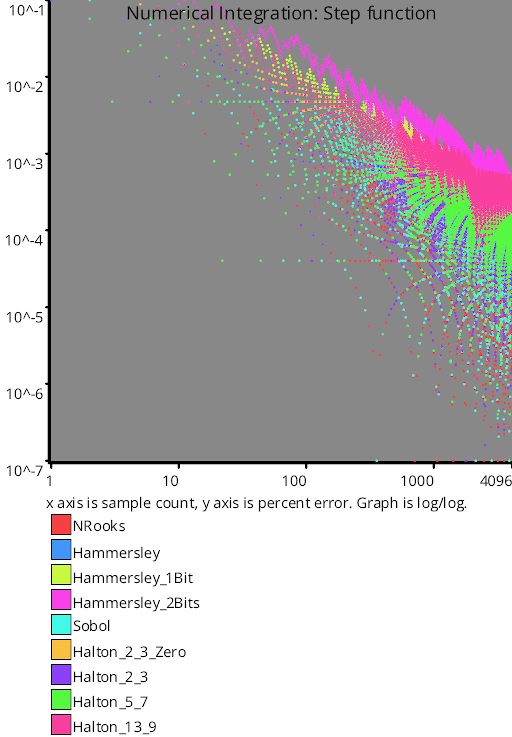 Numerical Integration: Step function
10^-1
10^-2
10^-3
10^-4
10^-5
10^-6
10^-7
1 10 100 1000 4096
x axis is sample count, y axis is percent error. Graph is log/log.
NRooks
Hammersley
Hammersley_1Bit
Hammersley_2Bits
Sobol
Halton_2_3_Zero
Halton_2_3
Halton_5_7
Halton_13_9